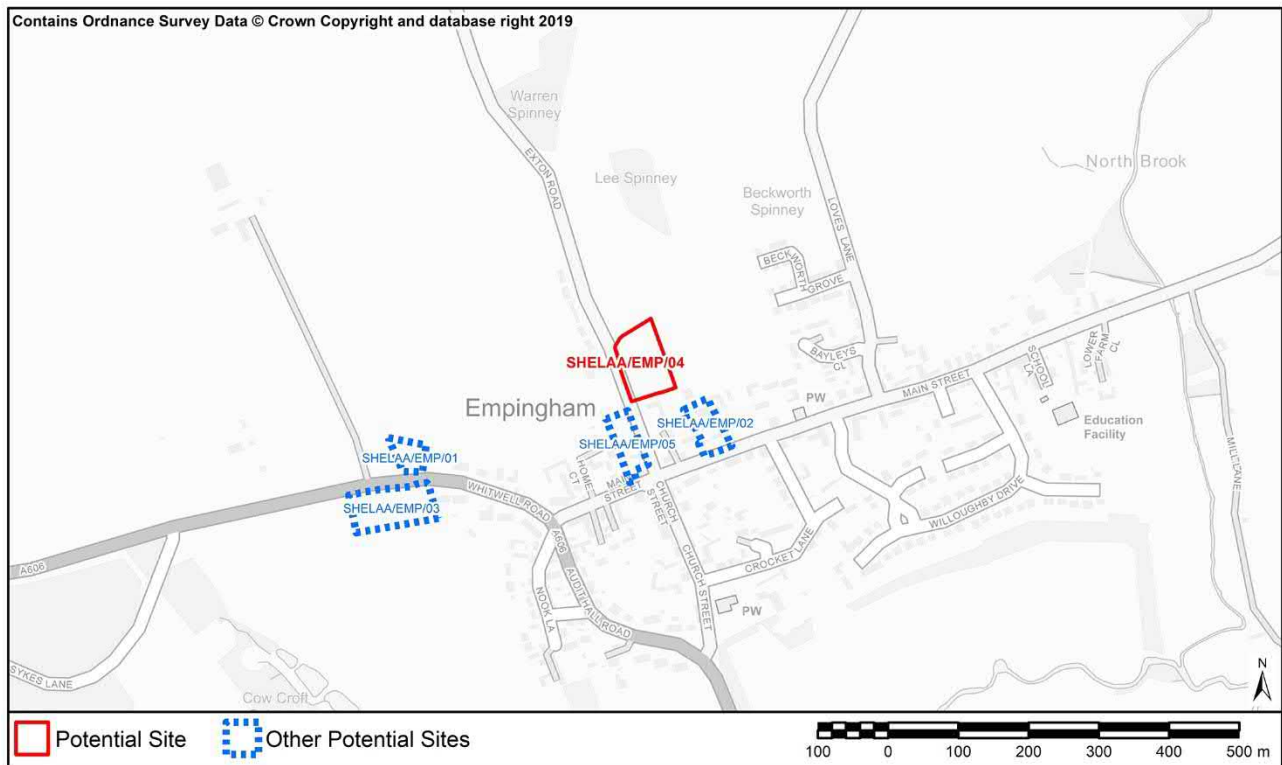 Contains Ordnance Survey Data © Crown Copyright and database right 2019
Warren
Spinney
EXTON ROAD
Lee Spinney
Beckworth
Spinney
LOVES LANE
North Brook
BECK
WORTH
GROVE
SHELAA/EMP/04
BAYLEYS
CL
MAIN STREET
SCHOOL
LA
LOWER
FARM
CL
Empingham
SHELAA/EMP/02
PW
Education
Facility
SHELAA/EMP/05
SHELAA/EMP/01
HOME
CT
MAIN
STREET
SHELAA/EMP/03
WHITWELL ROAD
CHURCH
STREET
WILLOUGHBY DRIVE
MILL LANE
A606
A606
CROCKET LANE
CHURCH STREET
NOOK LA
AUDIT HALL ROAD
PW
SYKES LANE
Cow Croft
N
Potential Site
Other Potential Sites
100 0 100 200 300 400 500 m